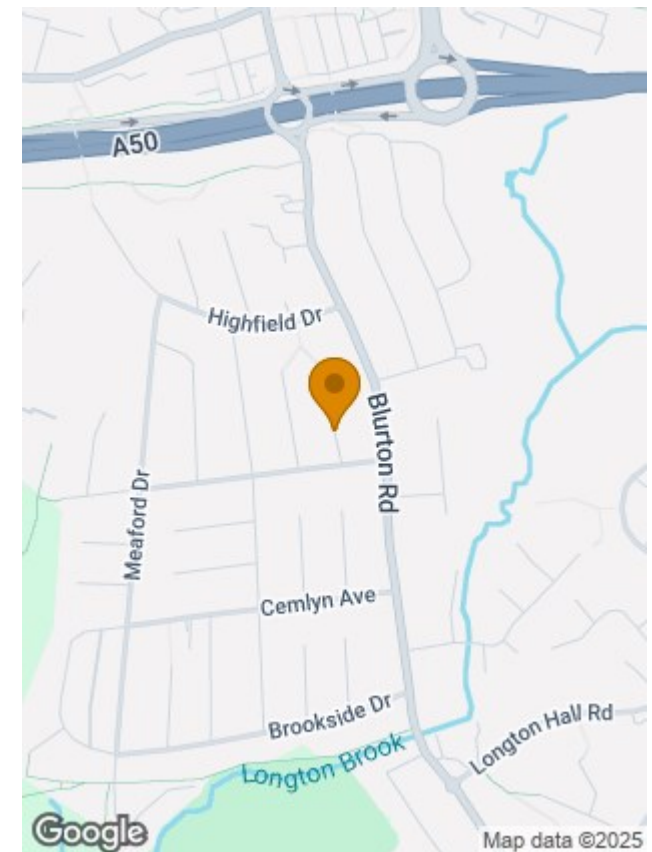 A50
Highfield Dr
Blurton Rd
Meaford Dr
Cemlyn Ave
Brookside Dr
Longton Hall Rd
Longton Brook
Google
Map data ©2025